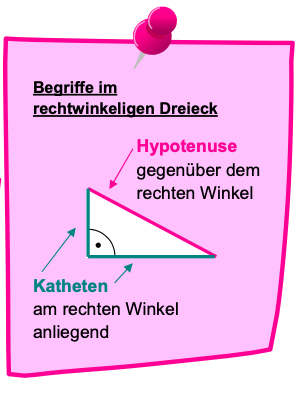 Begriffe im
rechtwinkeligen Dreieck
Hypotenuse
gegenüber dem
rechten Winkel
Katheten
am rechten Winkel
anliegend